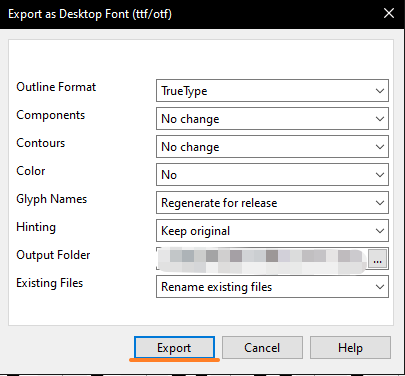 Export as Desktop Font (ttf/otf)
Outline Format TrueType
Components No change
Contours No change
Color No
Glyph Names Regenerate for release
Hinting Keep original
Output Folder ...
Existing Files Rename existing files
Export Cancel Help